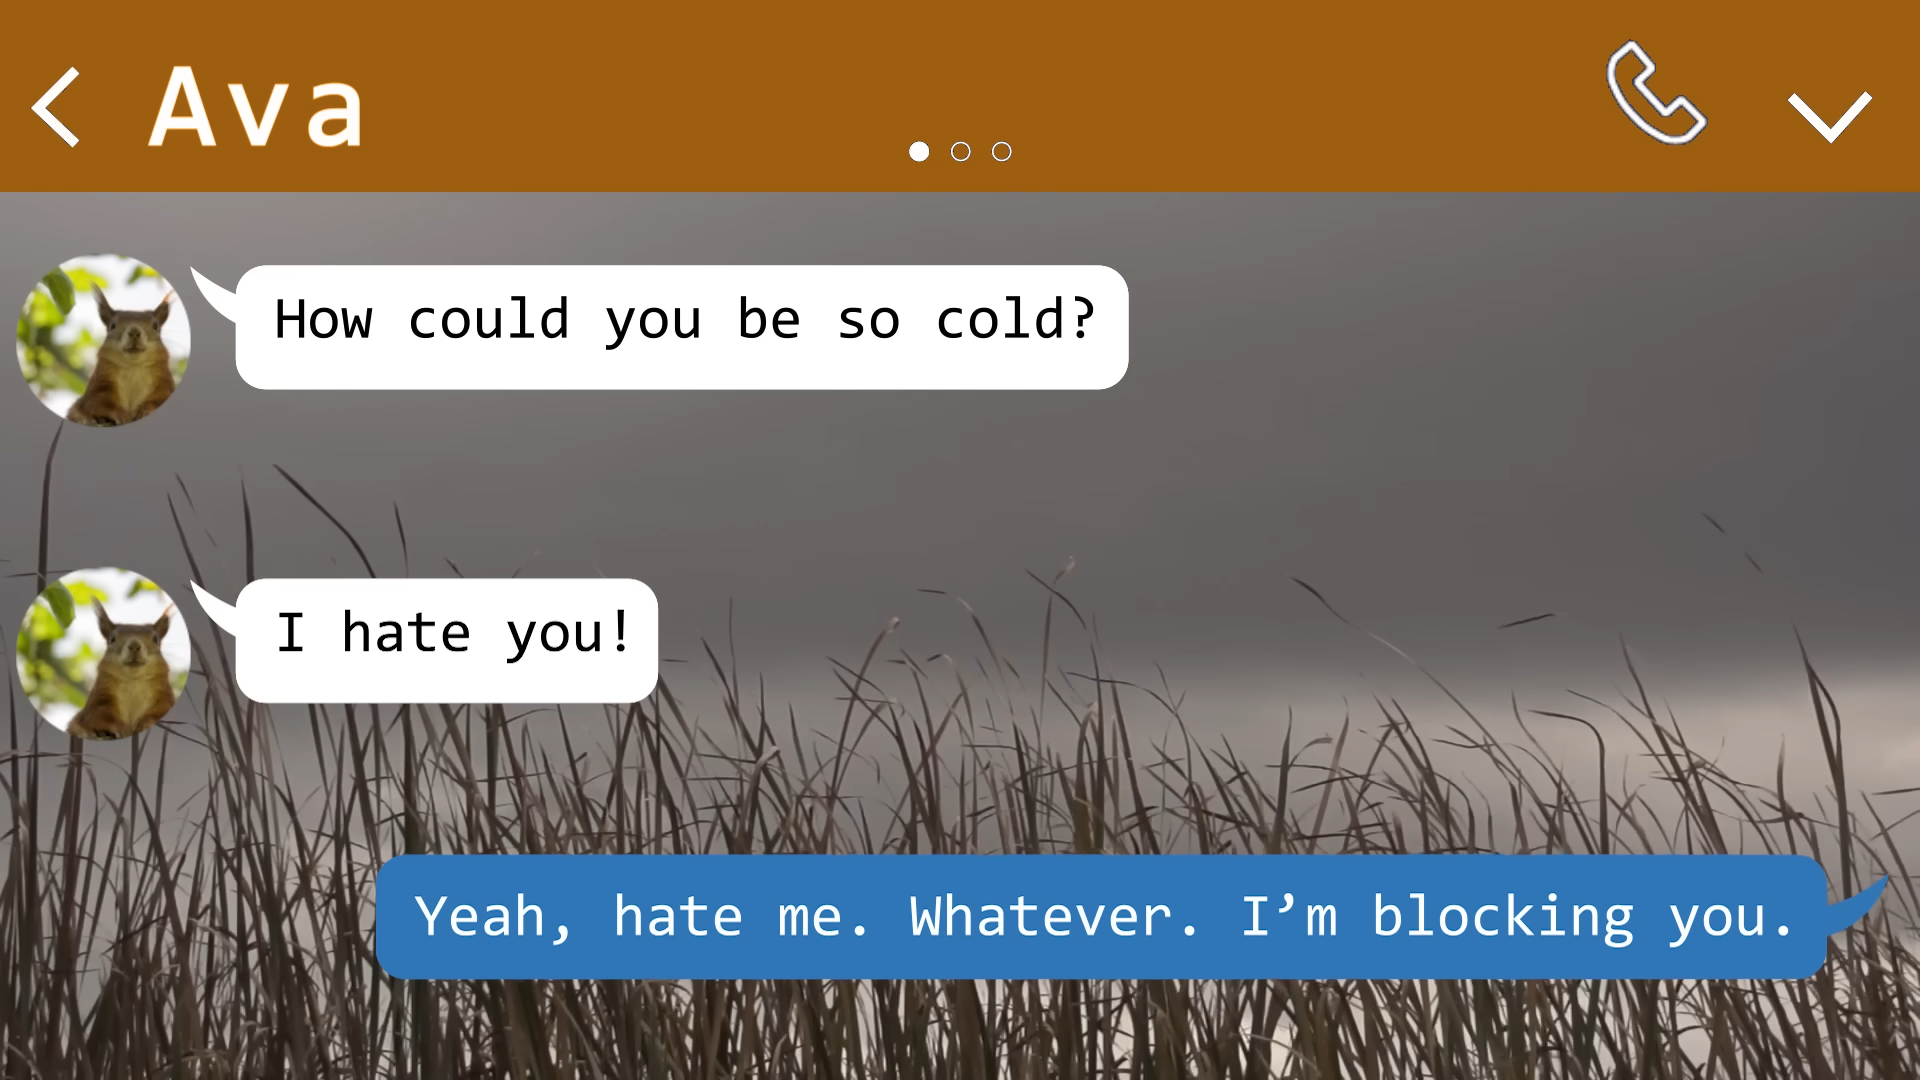 Ava
How could you be so cold?
I hate you!
Yeah, hate me. Whatever. I’m blocking you.